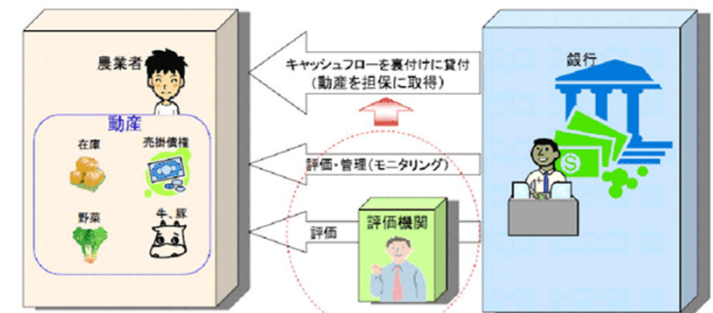 農業者
動産
在庫
売掛債権
野菜
牛、豚
キャッシュフローを裏付けに貸付
(動産を担保に取得)
評価・管理(モニタリング)
評価
評価機関
銀行
$